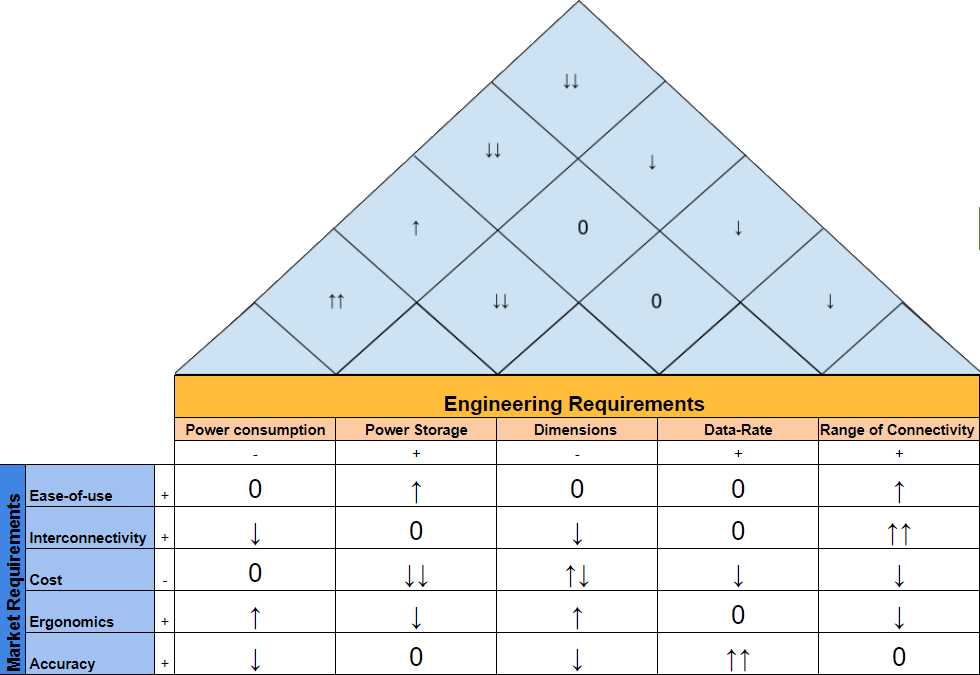 ↓↓
↓↓ ↓
↑ 0 ↓
↑↑ ↓↓ 0 ↓
Engineering Requirements
Power consumption Power Storage Dimensions Data-Rate Range of Connectivity
- + - + +
Market Requirements
Ease-of-use + 0 ↑ 0 0 ↑
Interconnectivity + ↓ 0 ↓ 0 ↑↑
Cost - 0 ↓↓ ↑↓ ↓ ↓
Ergonomics + ↑ ↓ ↑ 0 ↓
Accuracy + ↓ 0 ↓ ↑↑ 0